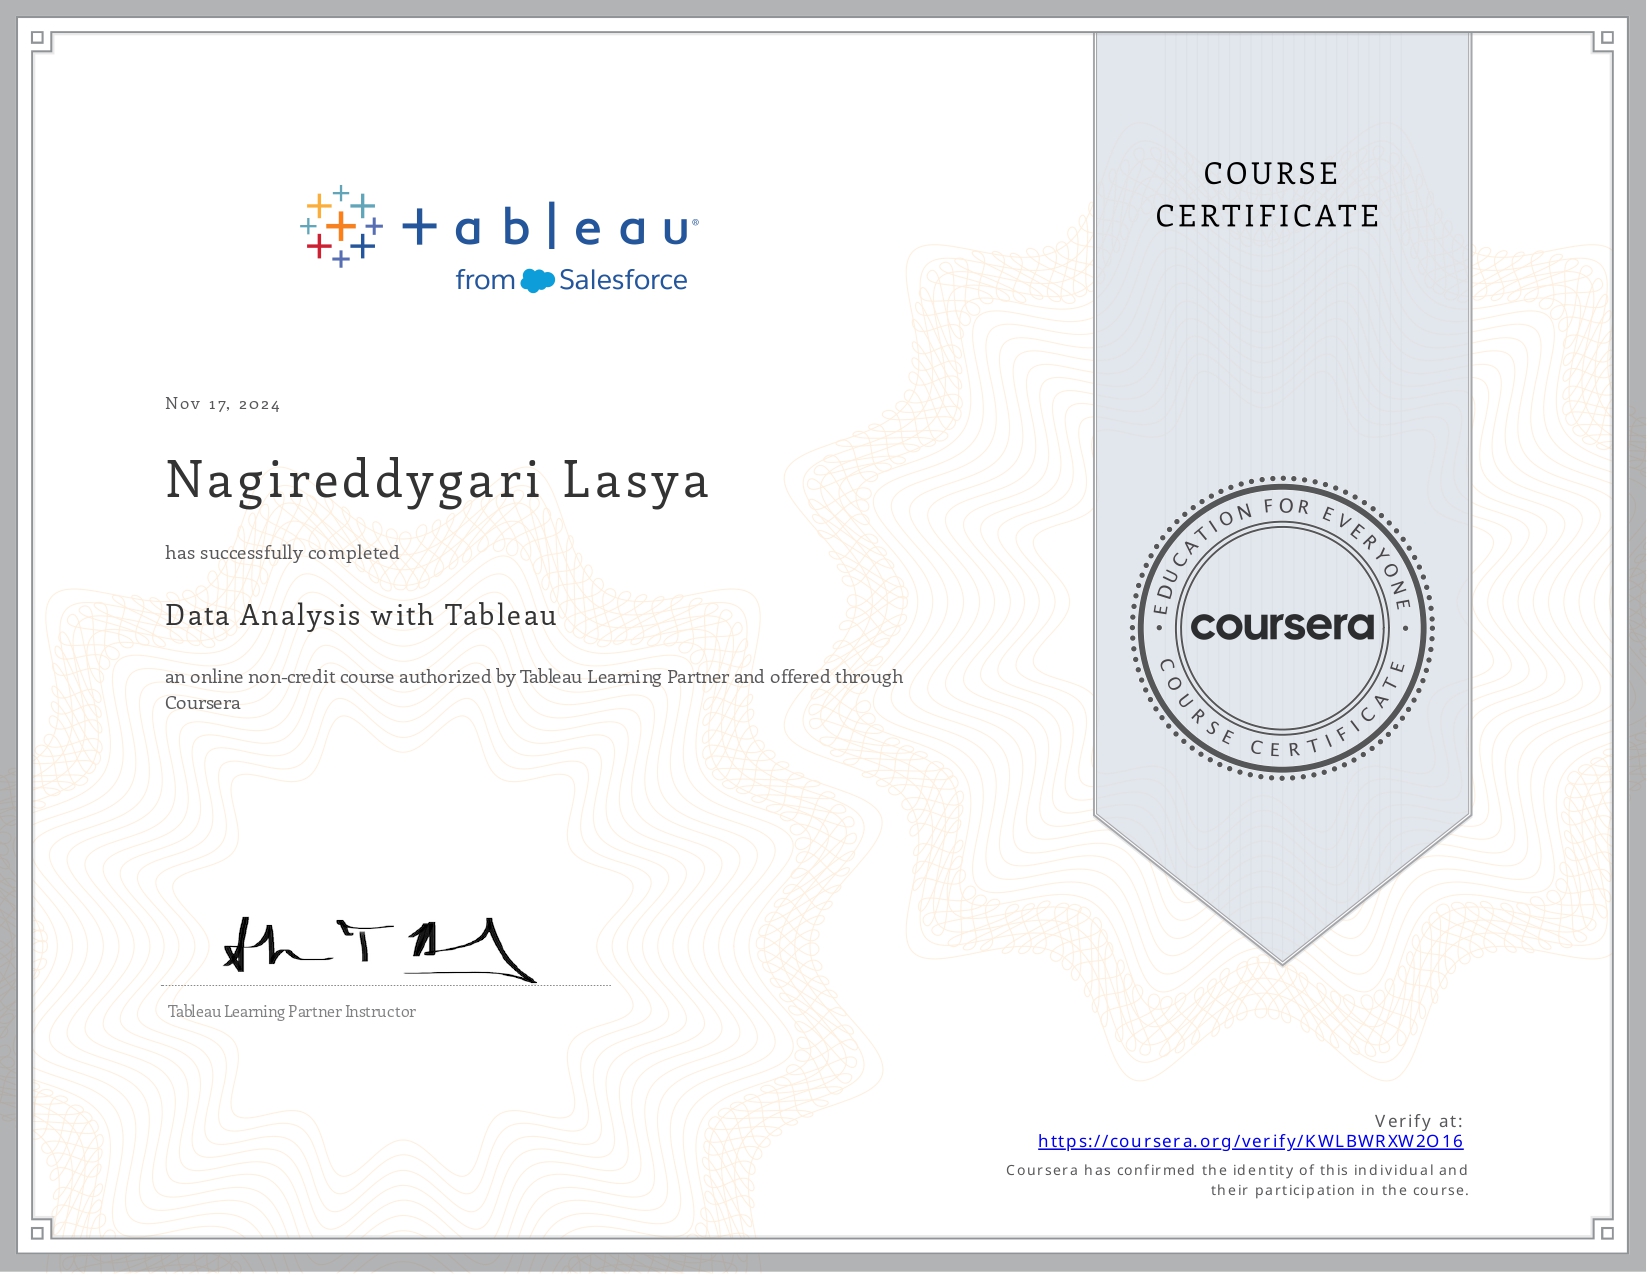 tableau®
from Salesforce
COURSE
CERTIFICATE
Nov 17, 2024
Nagireddygari Lasya
has successfully completed
Data Analysis with Tableau
an online non-credit course authorized by Tableau Learning Partner and offered through
Coursera
EDUCATION FOR EVERYONE
coursera
COURSE CERTIFICATE
Tableau Learning Partner Instructor
Verify at:
https://coursera.org/verify/KWLBWRXW2O16
Coursera has confirmed the identity of this individual and
their participation in the course.